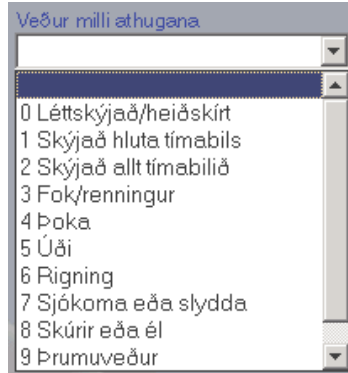 Veður milli athugana
0 Léttskýjað/heiðskírt
1 Skýjað hluta tímabils
2 Skýjað allt tímabilið
3 Fok/renningur
4 Þoka
5 Úði
6 Rigning
7 Sjókoma eða slydda
8 Skúrir eða él
9 Þrumuveður